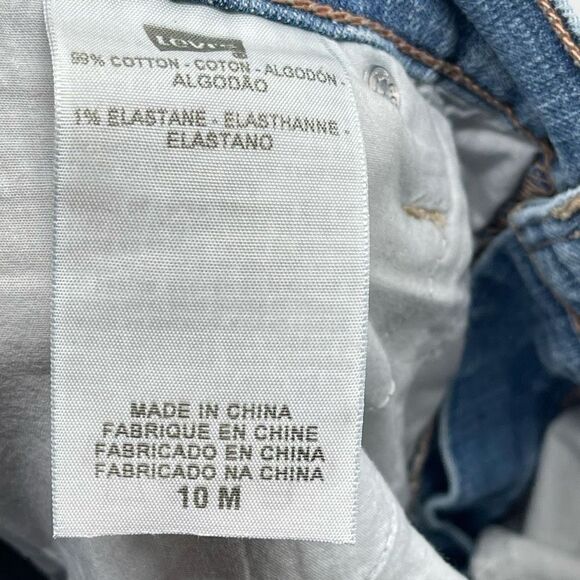 Levi's
99% COTTON - COTON - ALGODÓN -
ALGODÃO
1% ELASTANE - ELASTHANNE -
ELASTANO
MADE IN CHINA
FABRIQUE EN CHINE
FABRICADO EN CHINA
FABRICADO NA CHINA
10 M